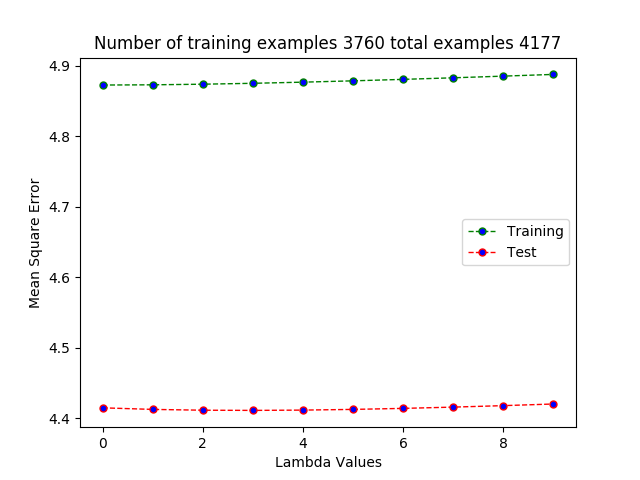 Number of training examples 3760 total examples 4177
4.9
4.8
4.7
4.6
4.5
4.4
Mean Square Error
Training
Test
0 2 4 6 8
Lambda Values